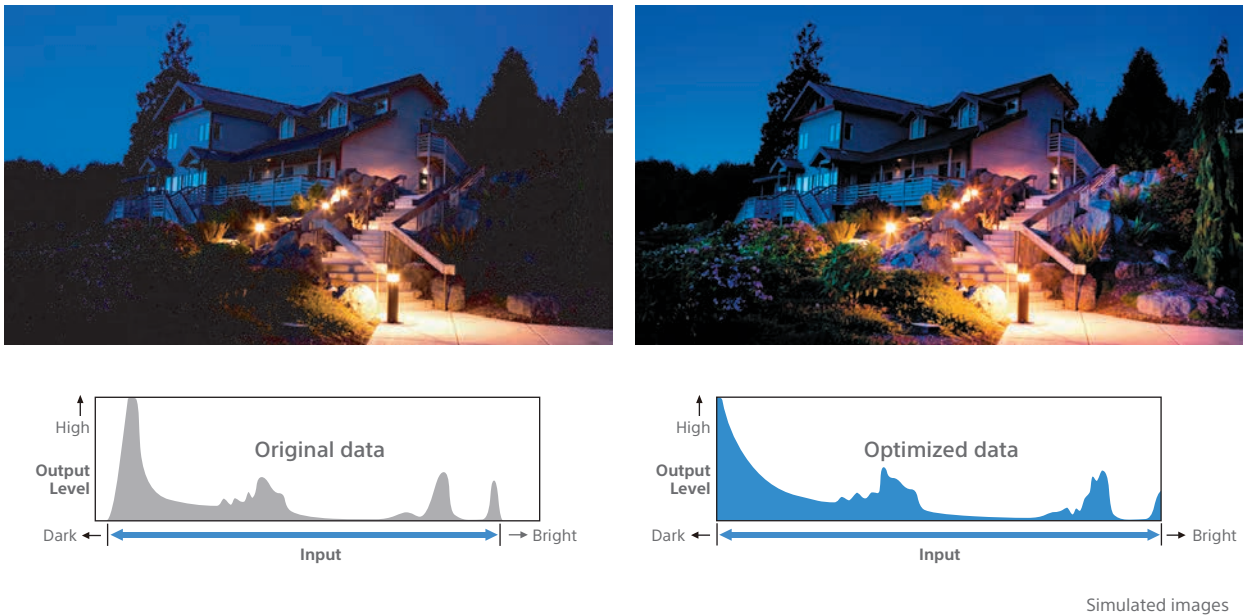 High
Original data
Output
Level
Dark
Bright
Input
High
Optimized data
Output
Level
Dark
Bright
Input
Simulated images